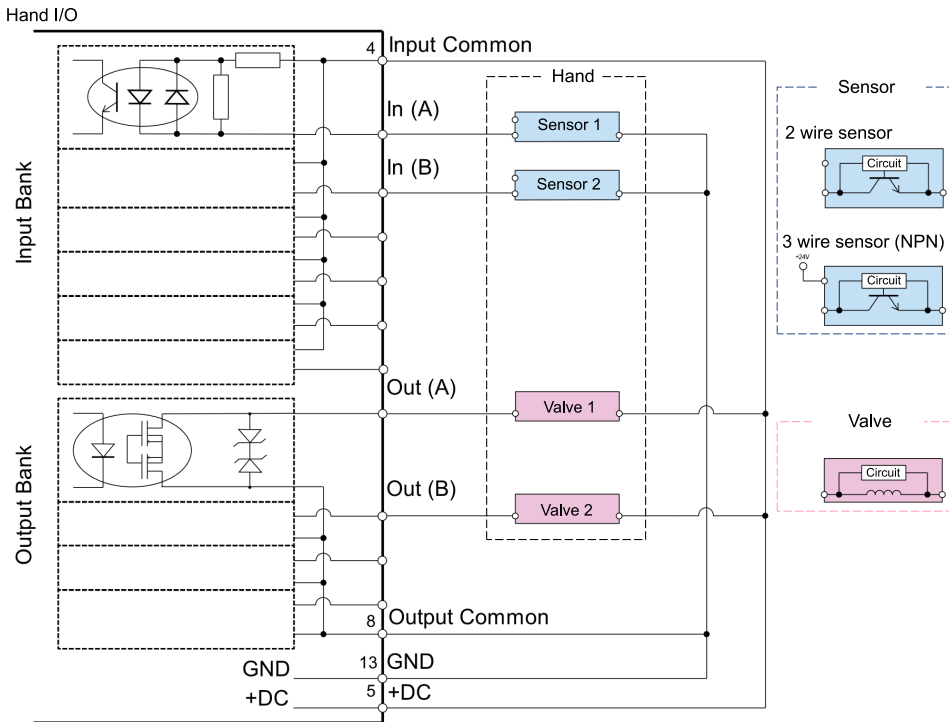 Hand I/O
Input Bank
4 Input Common
In (A)
In (B)
Hand
Sensor 1
Sensor 2
Sensor
2 wire sensor
Circuit
3 wire sensor (NPN)
+24V
Circuit
Output Bank
Out (A)
Valve 1
Out (B)
Valve 2
Valve
Circuit
8 Output Common
GND 13 GND
+DC 5 +DC